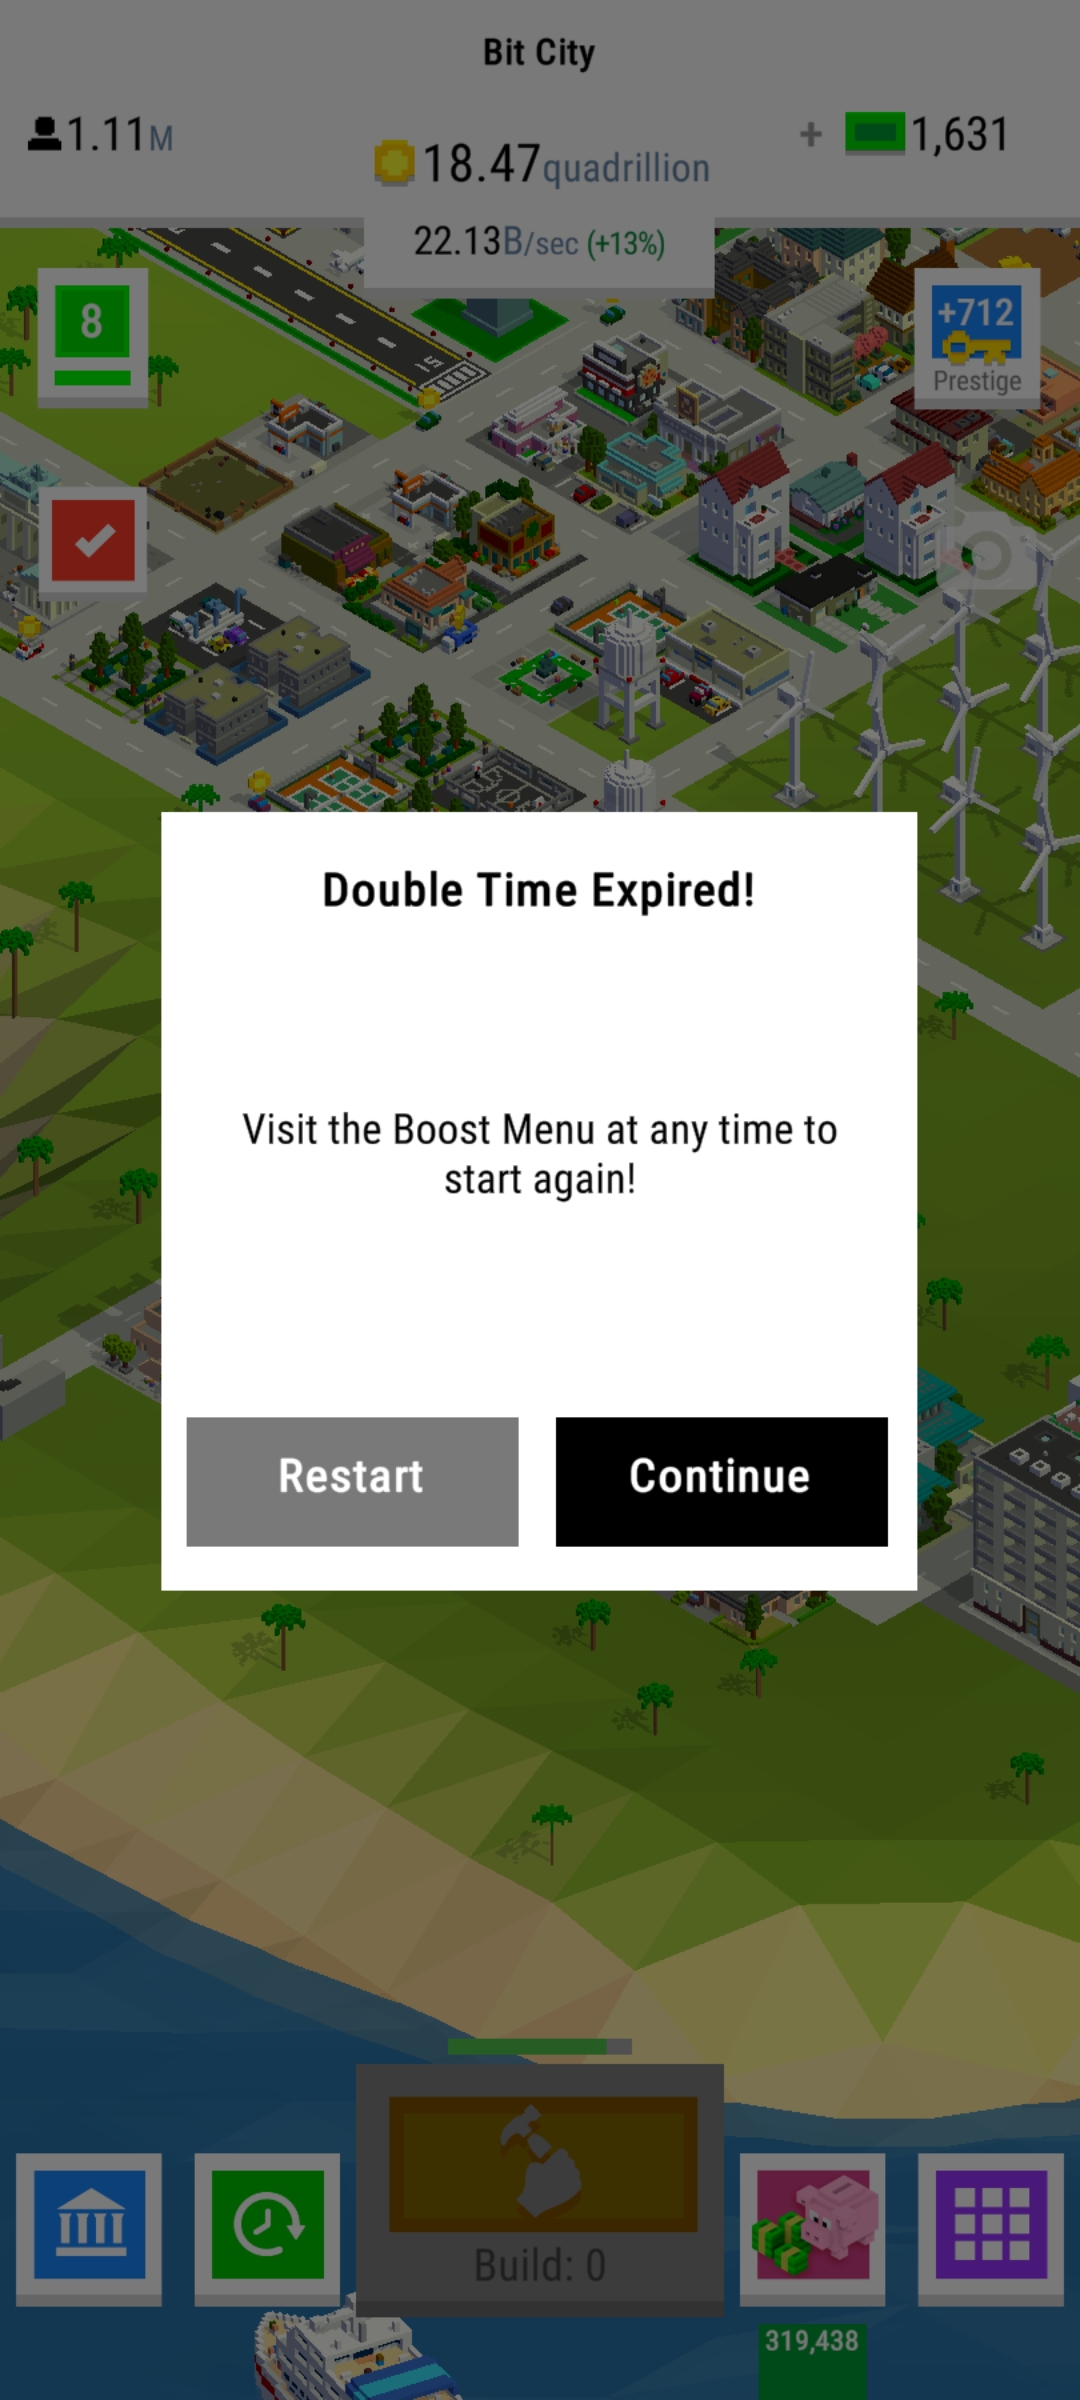 Bit City
1.11M
18.47quadrillion
+ 1,631
22.13B/sec (+13%)
8
+712
Prestige
15
Double Time Expired!
Visit the Boost Menu at any time to
start again!
Restart
Continue
Build: 0
319,438